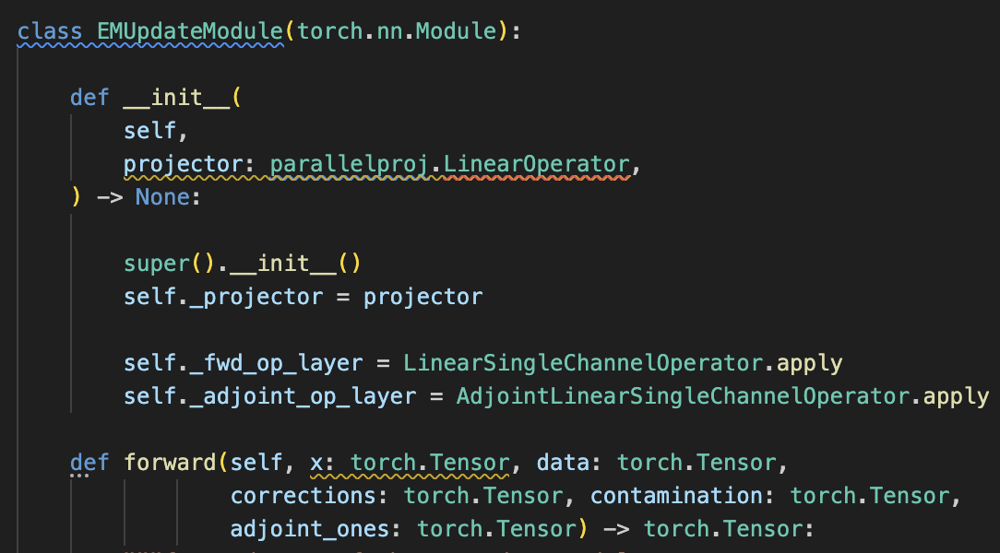 class EMUpdateModule(torch.nn.Module):
def __init__(
self,
projector: parallelproj.LinearOperator,
) -> None:
super().__init__()
self._projector = projector
self._fwd_op_layer = LinearSingleChannelOperator.apply
self._adjoint_op_layer = AdjointLinearSingleChannelOperator.apply
def forward(self, x: torch.Tensor, data: torch.Tensor,
corrections: torch.Tensor, contamination: torch.Tensor,
adjoint_ones: torch.Tensor) -> torch.Tensor: